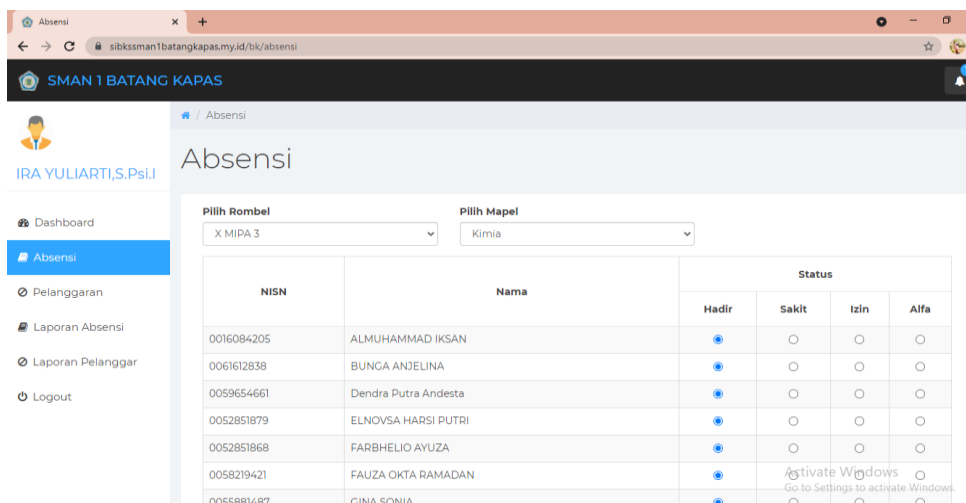 Absensi
sibkssman1batangkapas.my.id/bk/absensi
SMAN 1 BATANG KAPAS
IRA YULIARTI,S.Psi.I
Dashboard
Absensi
Pelanggaran
Laporan Absensi
Laporan Pelanggar
Logout
/ Absensi
Absensi
Pilih Rombel Pilih Mapel
X MIPA 3 Kimia
NISN Nama Status
Hadir Sakit Izin Alfa
0016084205 ALMUHAMMAD IKSAN
0061612838 BUNGA ANJELINA
0059654661 Dendra Putra Andesta
0052851879 ELNOVSA HARSI PUTRI
0052851868 FARBHELIO AYUZA
0058219421 FAUZA OKTA RAMADAN
0055881487 GINA SONIA
Activate Windows
Go to Settings to activate Windows.